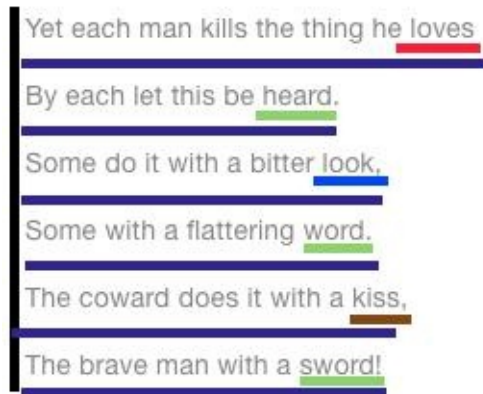 Yet each man kills the thing he loves
By each let this be heard.
Some do it with a bitter look,
Some with a flattering word.
The coward does it with a kiss,
The brave man with a sword!